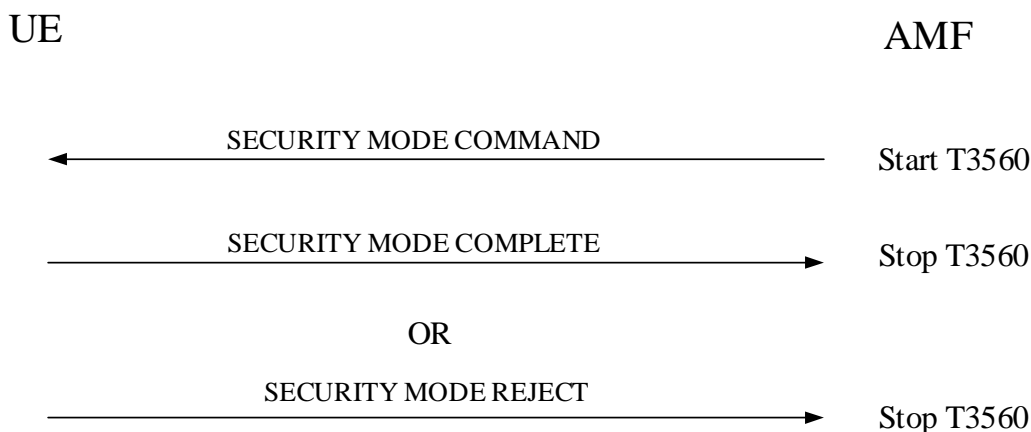 UE
AMF
SECURITY MODE COMMAND
Start T3560
SECURITY MODE COMPLETE
Stop T3560
OR
SECURITY MODE REJECT
Stop T3560